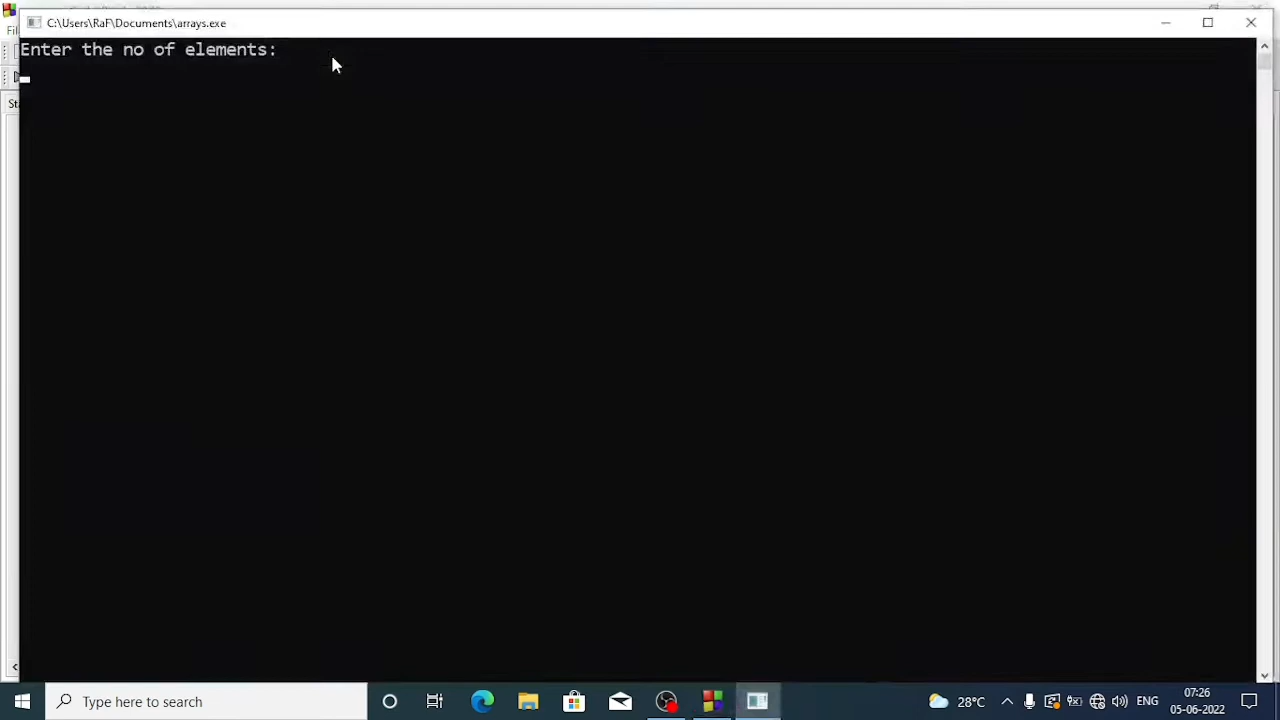 C:\Users\RaF\Documents\arrays.exe
Enter the no of elements:
Type here to search
28°C
ENG
07:26
05-06-2022